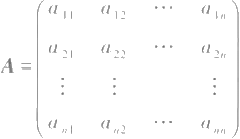 A = ( a₁₁ a₁₂ ⋯ a₁ₙ
a₂₁ a₂₂ ⋯ a₂ₙ
⋮ ⋮ ⋮
aₙ₁ aₙ₂ ⋯ aₙₙ )